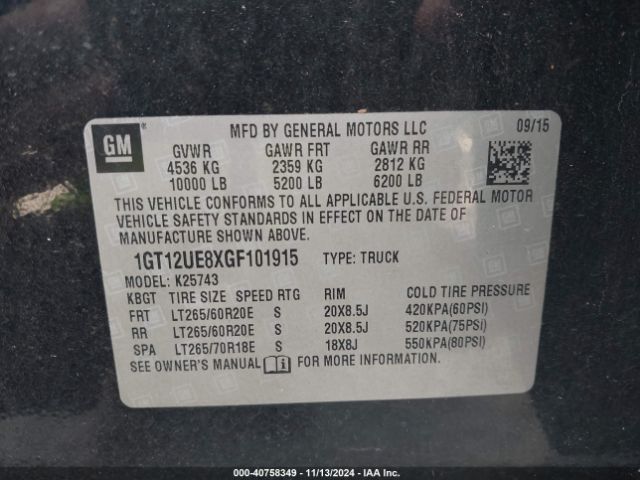 GM ®
MFD BY GENERAL MOTORS LLC 09/15
GVWR GAWR FRT GAWR RR
4536 KG 2359 KG 2812 KG
10000 LB 5200 LB 6200 LB
THIS VEHICLE CONFORMS TO ALL APPLICABLE U.S. FEDERAL MOTOR
VEHICLE SAFETY STANDARDS IN EFFECT ON THE DATE OF
MANUFACTURE SHOWN ABOVE.
1GT12UE8XGF101915 TYPE: TRUCK
MODEL: K25743
KBGT TIRE SIZE SPEED RTG RIM COLD TIRE PRESSURE
FRT LT265/60R20E S 20X8.5J 420KPA(60PSI)
RR LT265/60R20E S 20X8.5J 520KPA(75PSI)
SPA LT265/70R18E S 18X8J 550KPA(80PSI)
SEE OWNER'S MANUAL FOR MORE INFORMATION.
000-40758349 - 11/13/2024 - IAAI.com